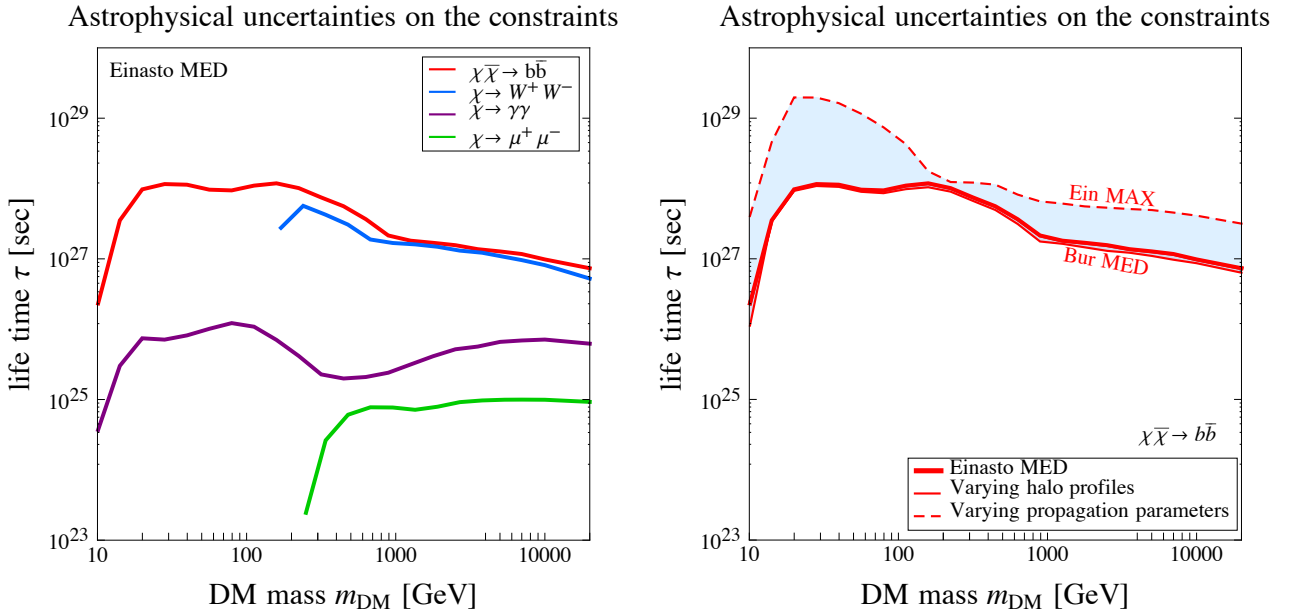 Astrophysical uncertainties on the constraints
Einasto MED
χχ̅ → bb̅
χ → W⁺ W⁻
χ → γγ
χ → μ⁺ μ⁻
10²⁹
10²⁷
10²⁵
10²³
life time τ [sec]
10 100 1000 10000
DM mass m_DM [GeV]
Astrophysical uncertainties on the constraints
10²⁹
10²⁷
10²⁵
10²³
life time τ [sec]
Ein MAX
Bur MED
χχ̅ → bb̅
Einasto MED
Varying halo profiles
Varying propagation parameters
10 100 1000 10000
DM mass m_DM [GeV]